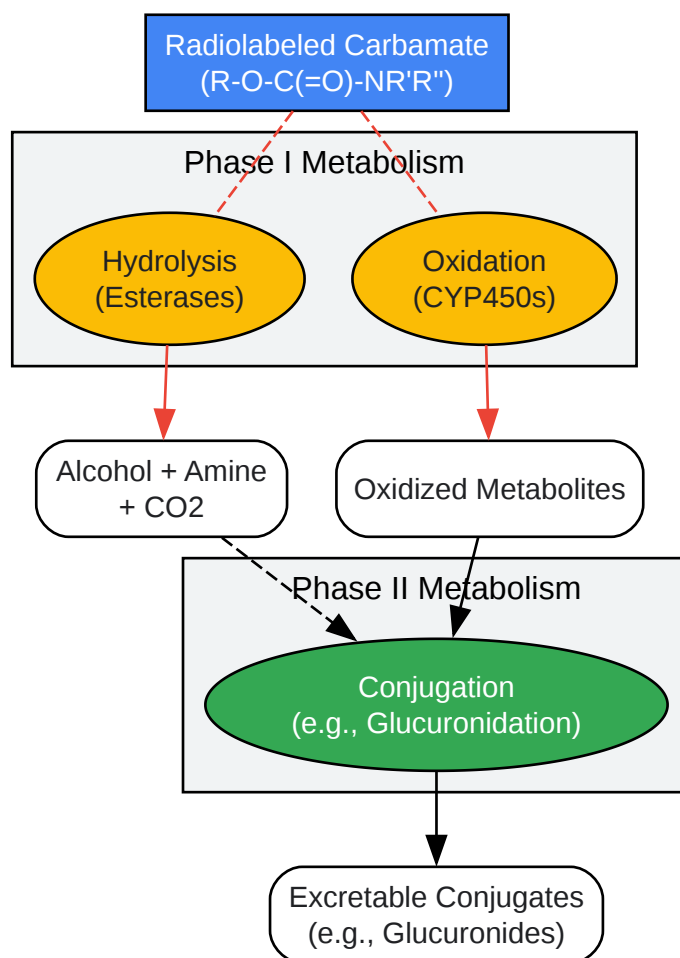 Radiolabeled Carbamate
(R-O-C(=O)-NR'R")
Phase I Metabolism
Hydrolysis
(Esterases)
Oxidation
(CYP450s)
Alcohol + Amine
+ CO2
Oxidized Metabolites
Phase II Metabolism
Conjugation
(e.g., Glucuronidation)
Excretable Conjugates
(e.g., Glucuronides)